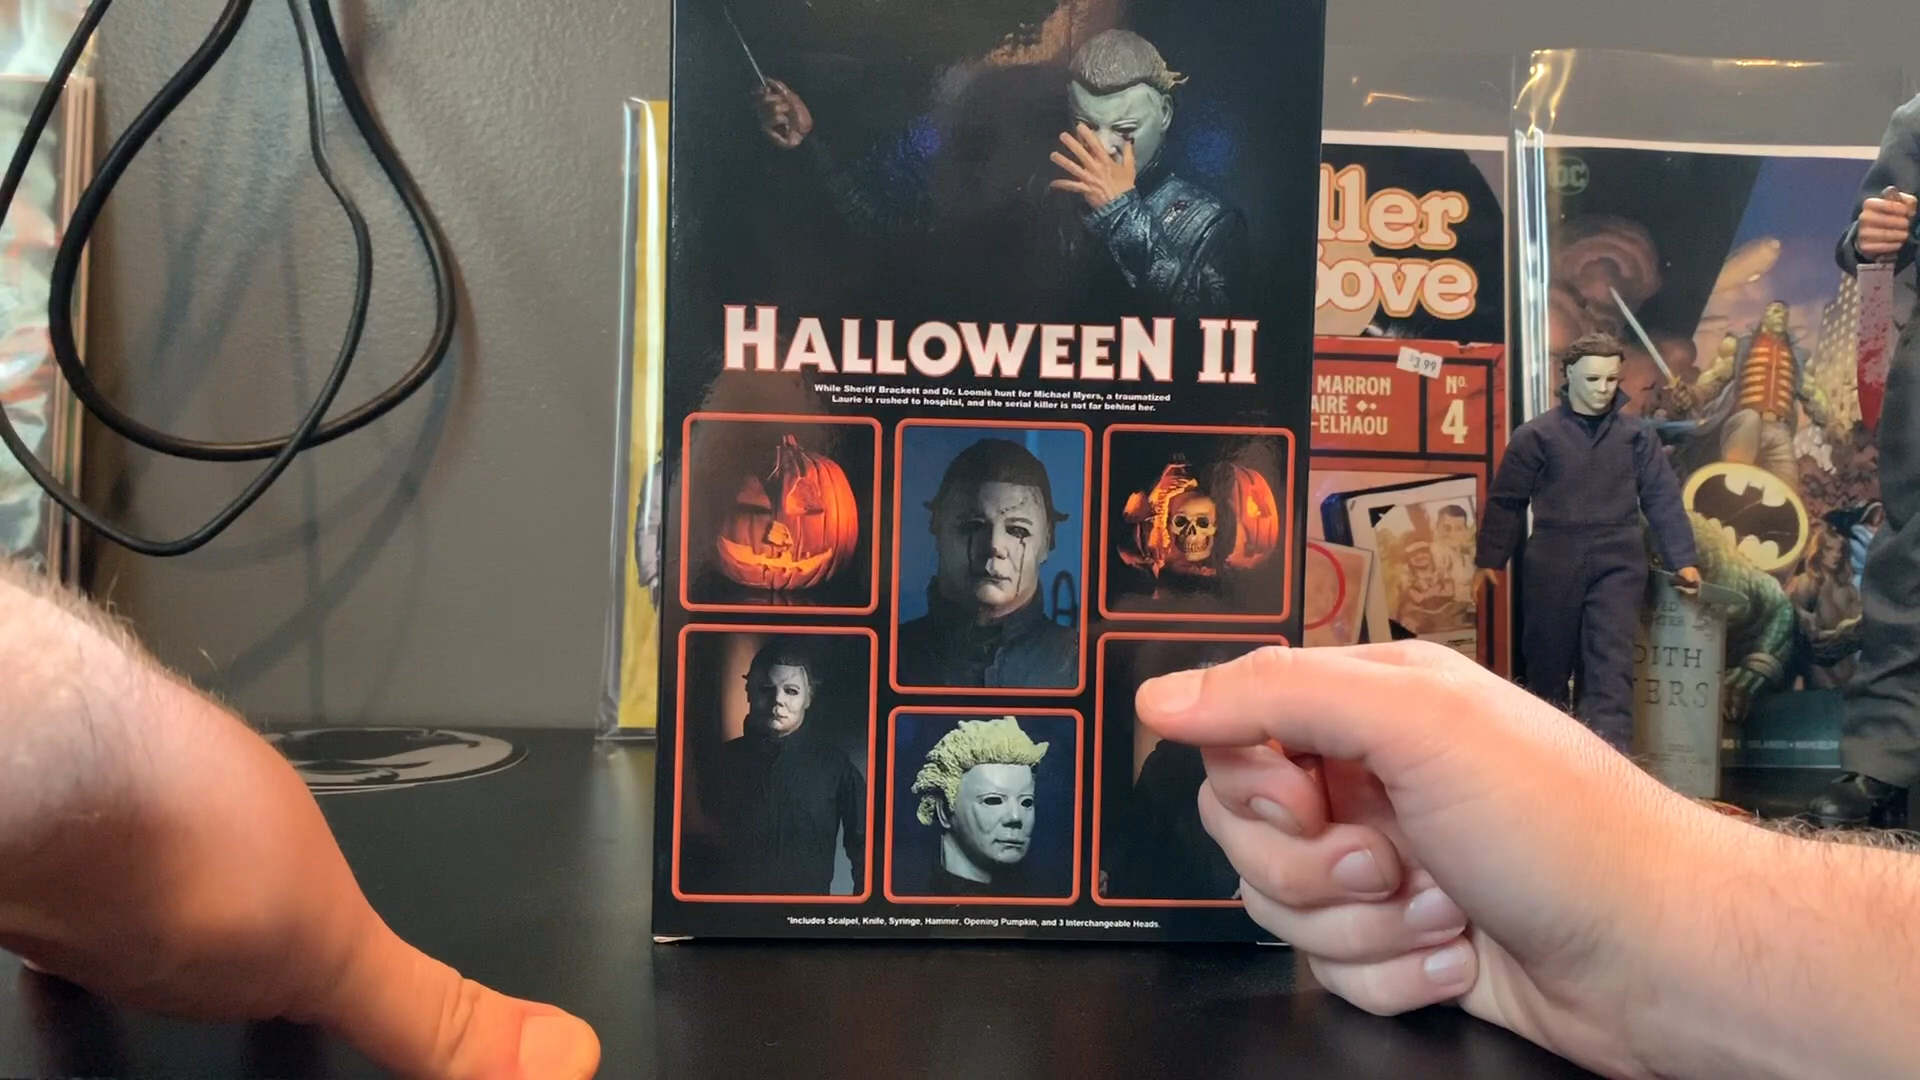 HALLOWEEN II
While Sheriff Brackett and Dr. Loomis hunt for Michael Myers, a traumatized
Laurie is rushed to hospital, and the serial killer is not far behind her.
*Includes Scalpel, Knife, Syringe, Hammer, Opening Pumpkin, and 3 Interchangeable Heads.
ller
ove
$3.99
MARRON
AIRE
-ELHAOU
No.
4
DC
DITH
ERS